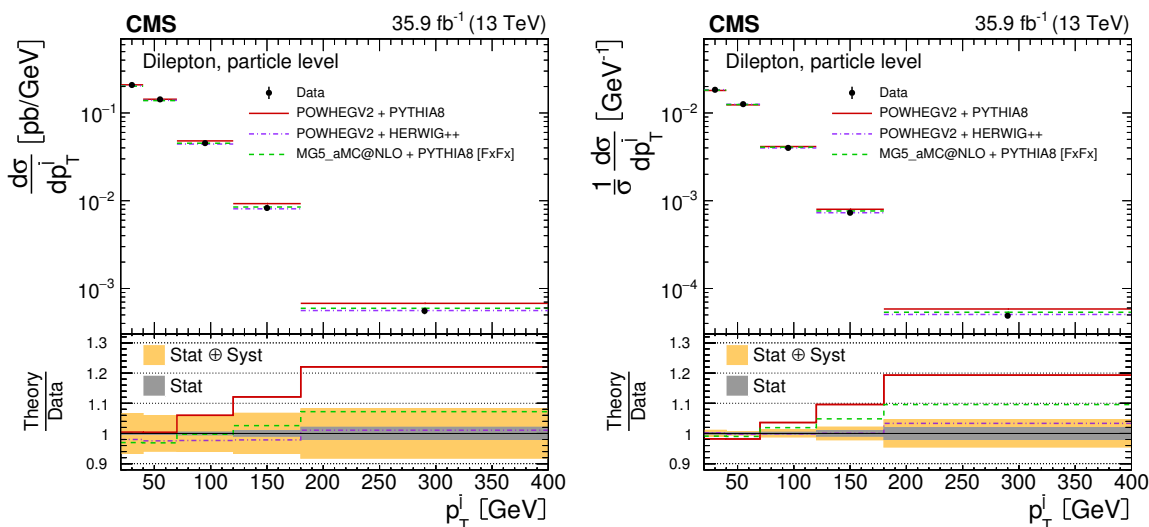 CMS 35.9 fb⁻¹ (13 TeV)
Dilepton, particle level
Data
POWHEGV2 + PYTHIA8
POWHEGV2 + HERWIG++
MG5_aMC@NLO + PYTHIA8 [FxFx]
dσ/dp_T^j [pb/GeV]
10⁻¹
10⁻²
10⁻³
Stat ⊕ Syst
Stat
Theory/Data
1.3
1.2
1.1
1
0.9
50 100 150 200 250 300 350 400
p_T^j [GeV]
CMS 35.9 fb⁻¹ (13 TeV)
Dilepton, particle level
Data
POWHEGV2 + PYTHIA8
POWHEGV2 + HERWIG++
MG5_aMC@NLO + PYTHIA8 [FxFx]
1/σ dσ/dp_T^j [GeV⁻¹]
10⁻²
10⁻³
10⁻⁴
Stat ⊕ Syst
Stat
Theory/Data
1.3
1.2
1.1
1
0.9
50 100 150 200 250 300 350 400
p_T^j [GeV]